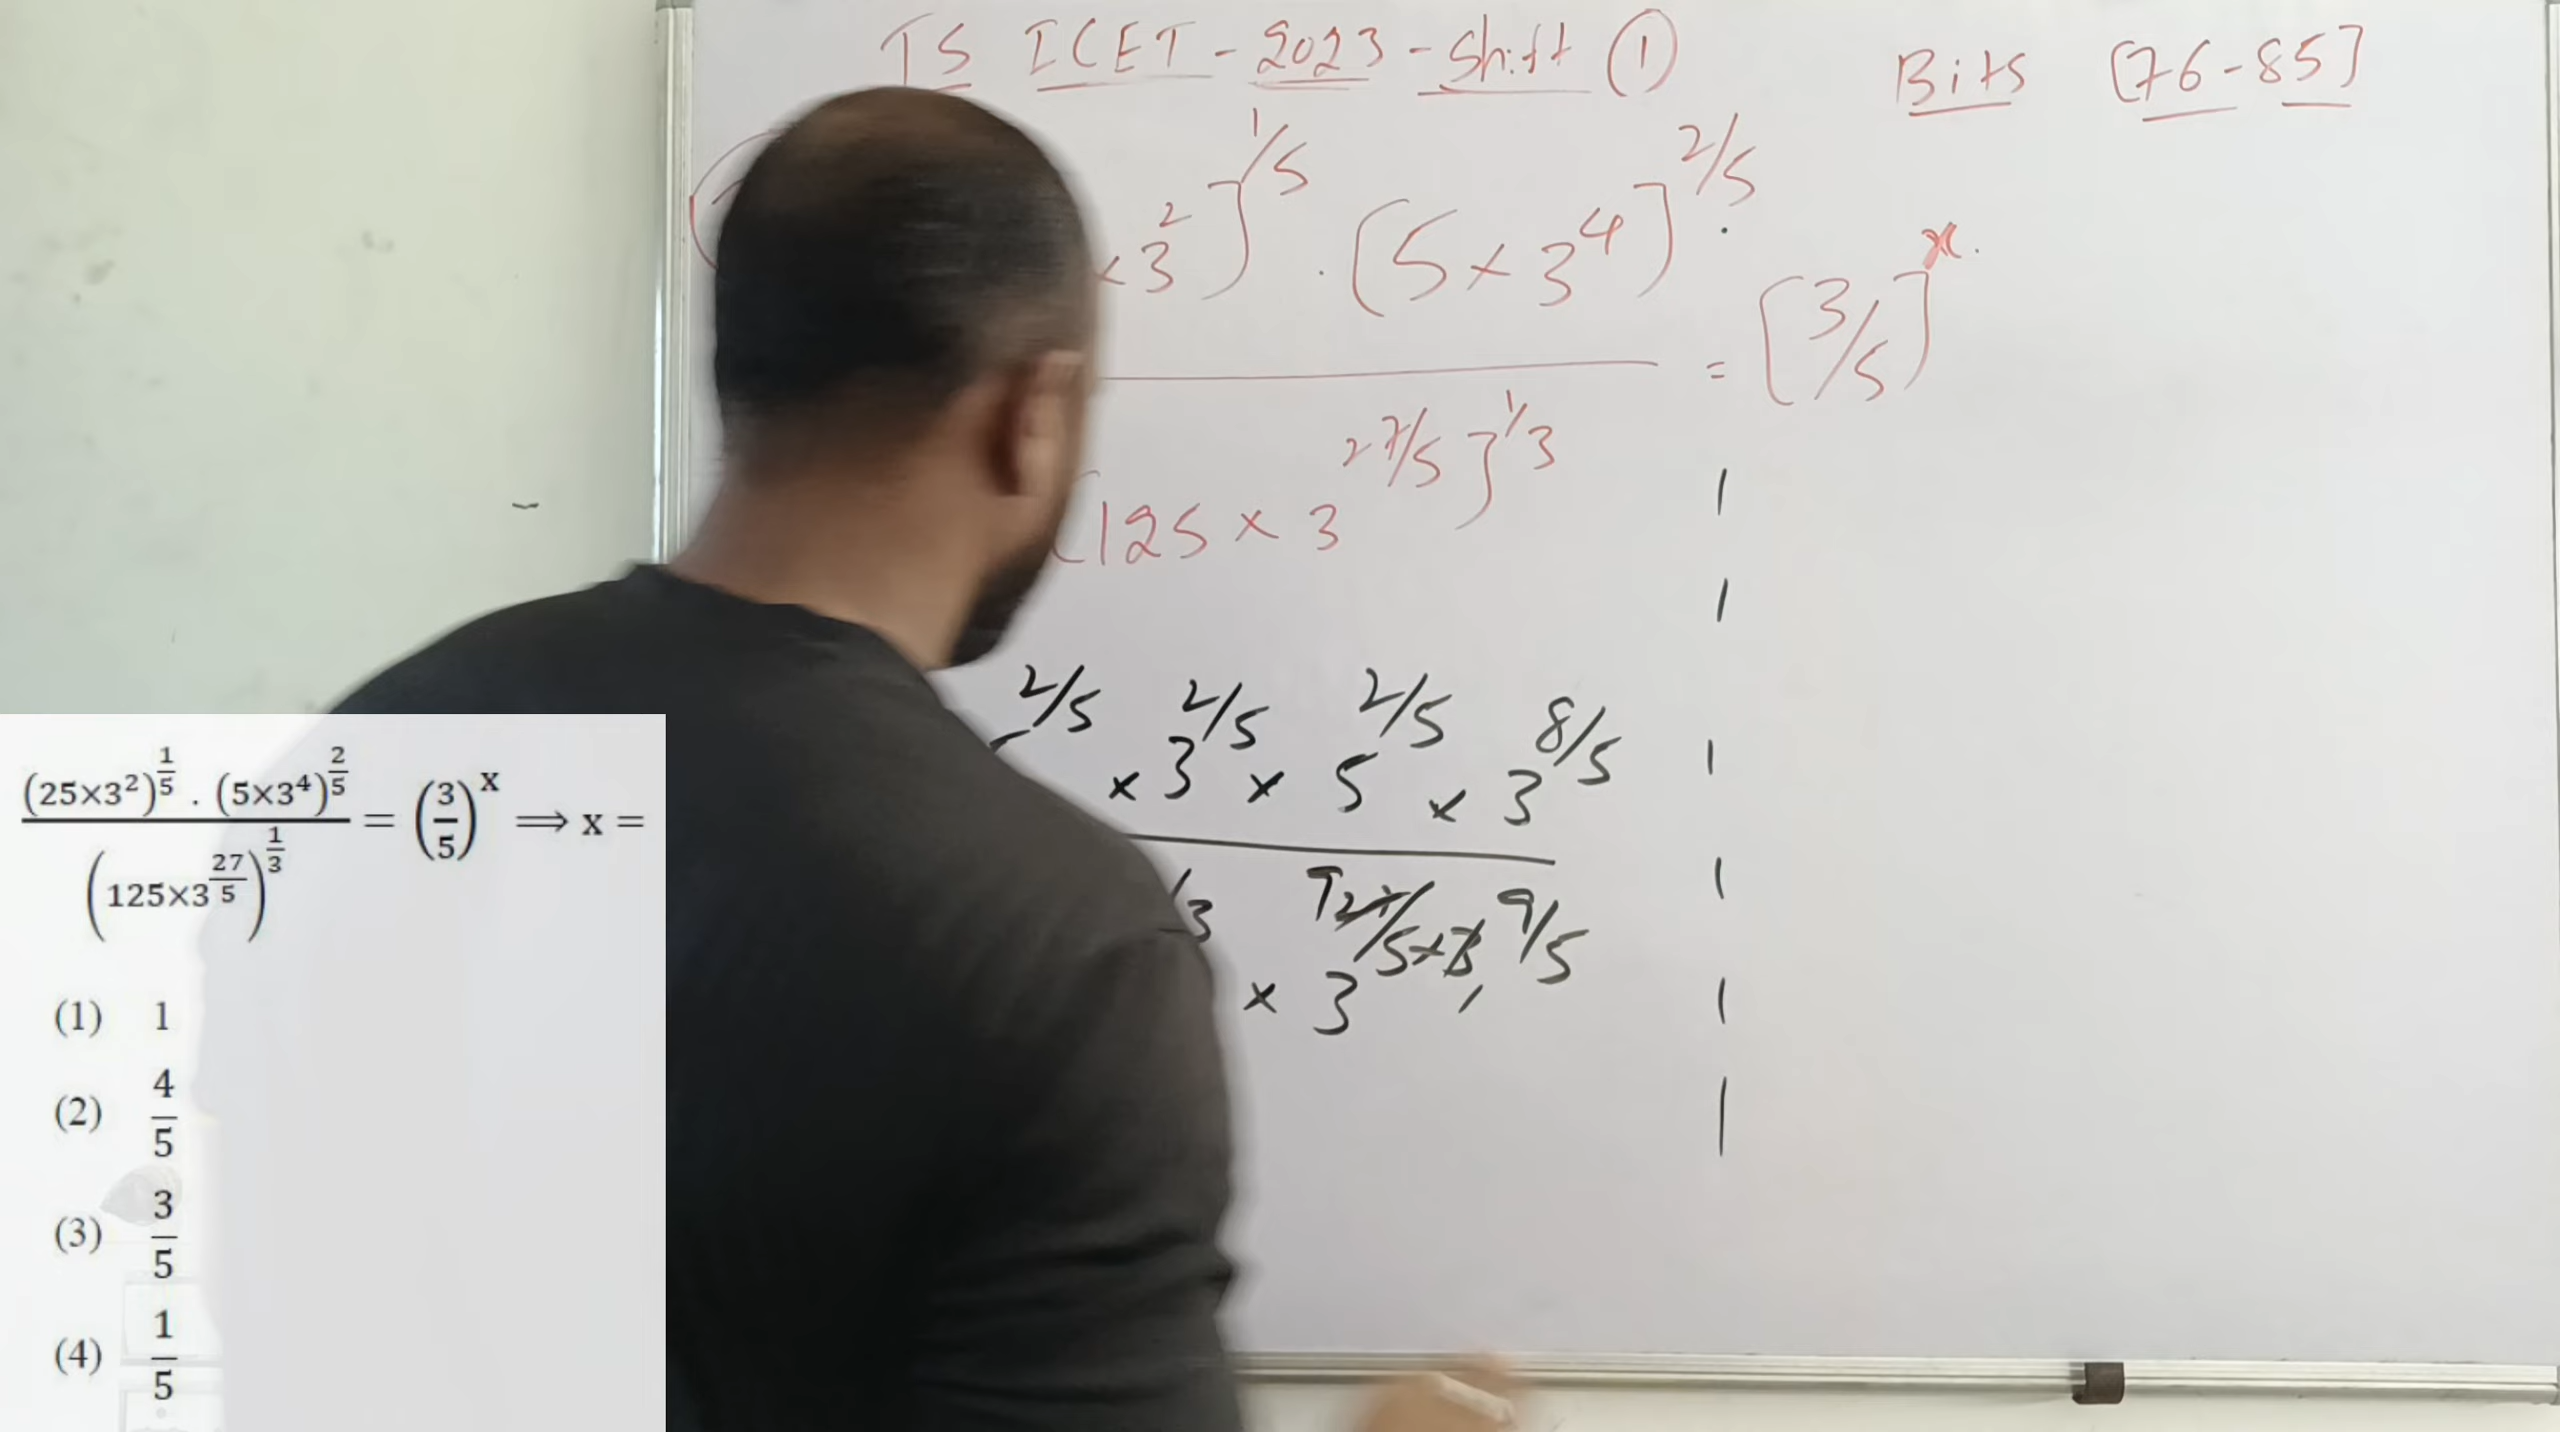 TS ICET - 2023 - Shift ① Bits [76-85]
× 3²]^1/5 . (5 × 3⁴]^2/5 = [3/5]^x
(125 × 3^27/5]^1/3
^2/5 × 3^2/5 × 5^2/5 × 3^8/5
/3 × 3^9/5
(25×3²)^1/5 . (5×3⁴)^2/5 / (125×3^27/5)^1/3 = (3/5)^x ⟹ x =
(1) 1
(2) 4/5
(3) 3/5
(4) 1/5